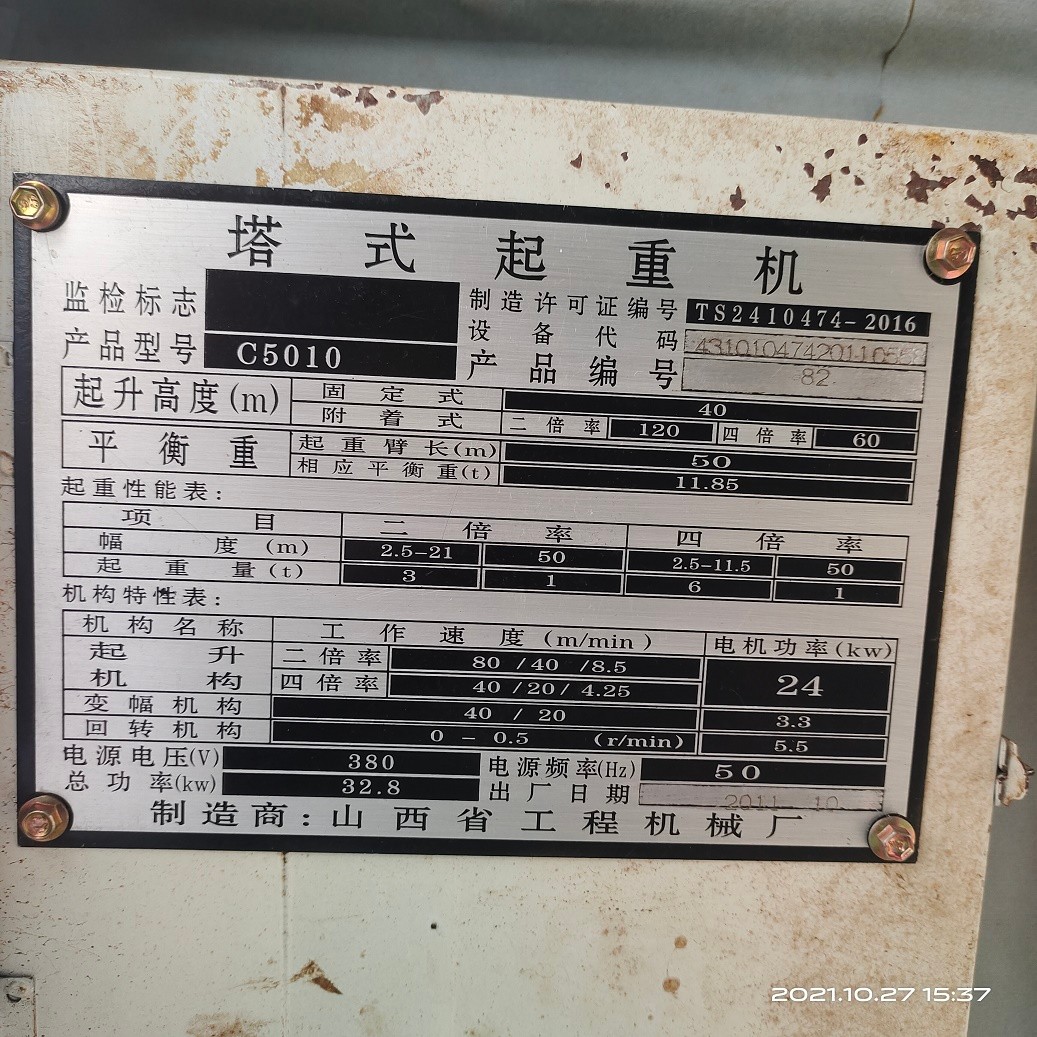 塔式起重机
监检标志 制造许可证编号 TS2410474-2016
设备代码 43101047420110558
产品型号 C5010 产品编号 82
起升高度(m) 固定式 40
附着式 二倍率 120 四倍率 60
平衡重 起重臂长(m) 50
相应平衡重(t) 11.85
起重性能表:
项目 二倍率 四倍率
幅度(m) 2.5-21 50 2.5-11.5 50
起重量(t) 3 1 6 1
机构特性表:
机构名称 工作速度(m/min) 电机功率(kw)
起升机构 二倍率 80/40/8.5 24
四倍率 40/20/4.25
变幅机构 40/20 3.3
回转机构 0-0.5 (r/min) 5.5
电源电压(V) 380 电源频率(Hz) 50
总功率(kw) 32.8 出厂日期 2011 10
制造商:山西省工程机械厂
2021.10.27 15:37